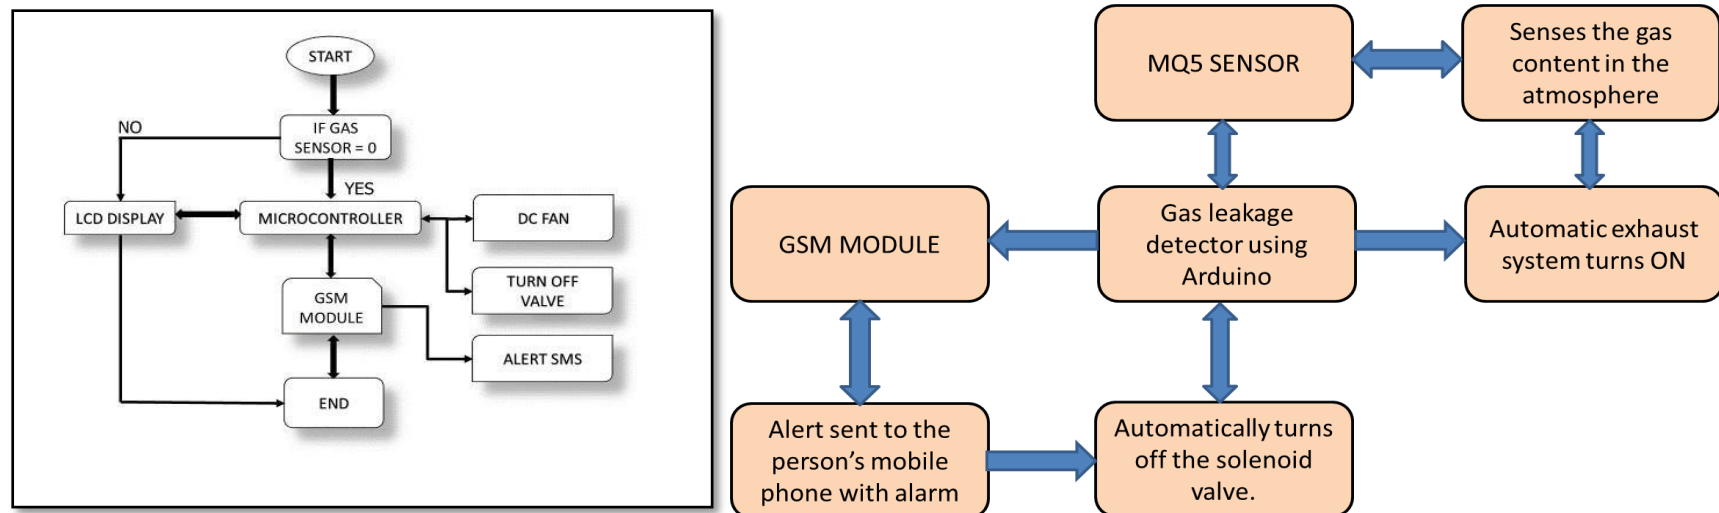 START
IF GAS
SENSOR = 0
NO
YES
LCD DISPLAY
MICROCONTROLLER
DC FAN
TURN OFF
VALVE
GSM
MODULE
ALERT SMS
END
MQ5 SENSOR
Senses the gas
content in the
atmosphere
GSM MODULE
Gas leakage
detector using
Arduino
Automatic exhaust
system turns ON
Alert sent to the
person’s mobile
phone with alarm
Automatically turns
off the solenoid
valve.